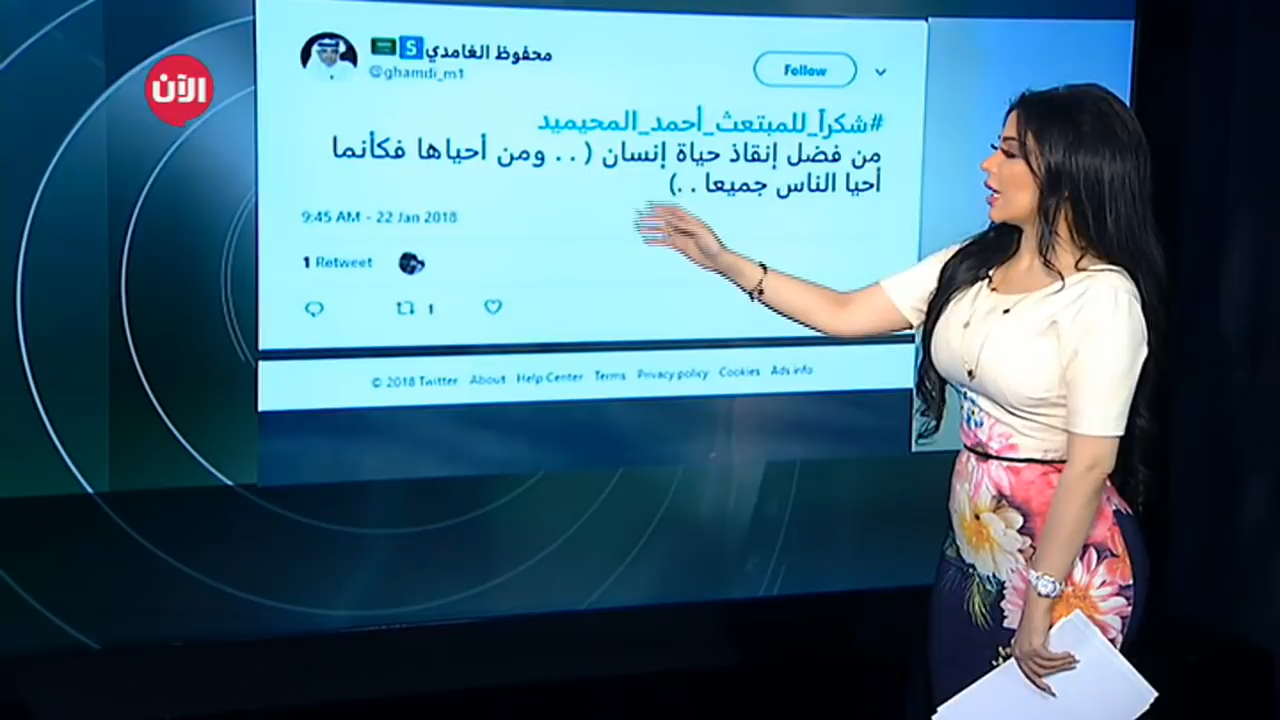 الآن
محفوظ الغامدي🇸🇦 S
@ghamdi_m1
Follow
#شكراً_للمبتعث_أحمد_المحيميد
من فضل إنقاذ حياة إنسان ( . . ومن أحياها فكأنما
أحيا الناس جميعا . .)
9:45 AM - 22 Jan 2018
1 Retweet
1
© 2018 Twitter About Help Center Terms Privacy policy Cookies Ads info